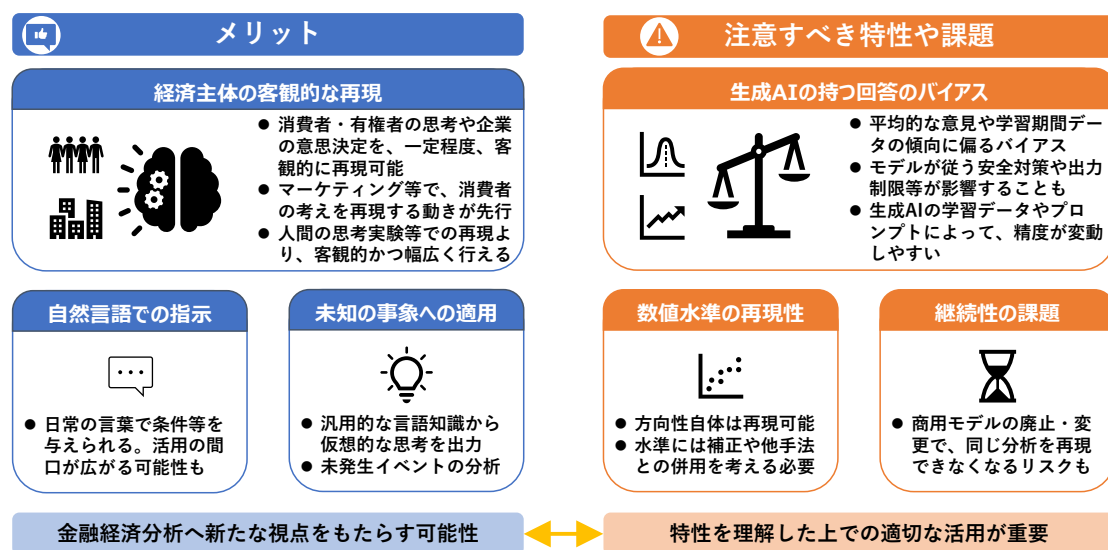 メリット
経済主体の客観的な再現
● 消費者・有権者の思考や企業
の意思決定を、一定程度、客
観的に再現可能
● マーケティング等で、消費者
の考えを再現する動きが先行
● 人間の思考実験等での再現よ
り、客観的かつ幅広く行える
自然言語での指示
● 日常の言葉で条件等を
与えられる。活用の間
口が広がる可能性も
未知の事象への適用
● 汎用的な言語知識から
仮想的な思考を出力
● 未発生イベントの分析
金融経済分析へ新たな視点をもたらす可能性
注意すべき特性や課題
生成AIの持つ回答のバイアス
● 平均的な意見や学習期間デー
タの傾向に偏るバイアス
● モデルが従う安全対策や出力
制限等が影響することも
● 生成AIの学習データやプロ
ンプトによって、精度が変動
しやすい
数値水準の再現性
● 方向性自体は再現可能
● 水準には補正や他手法
との併用を考える必要
継続性の課題
● 商用モデルの廃止・変
更で、同じ分析を再現
できなくなるリスクも
特性を理解した上での適切な活用が重要